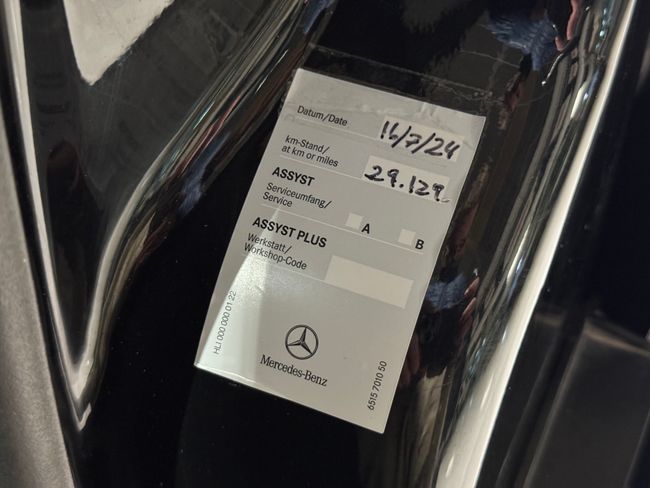 Datum/Date
16/7/24
km-Stand/
at km or miles
29.129
ASSYST
Serviceumfang/
Service
A
B
ASSYST PLUS
Werkstatt/
Workshop-Code
HLI 000 000 01 22
Mercedes-Benz
6515 7010 50